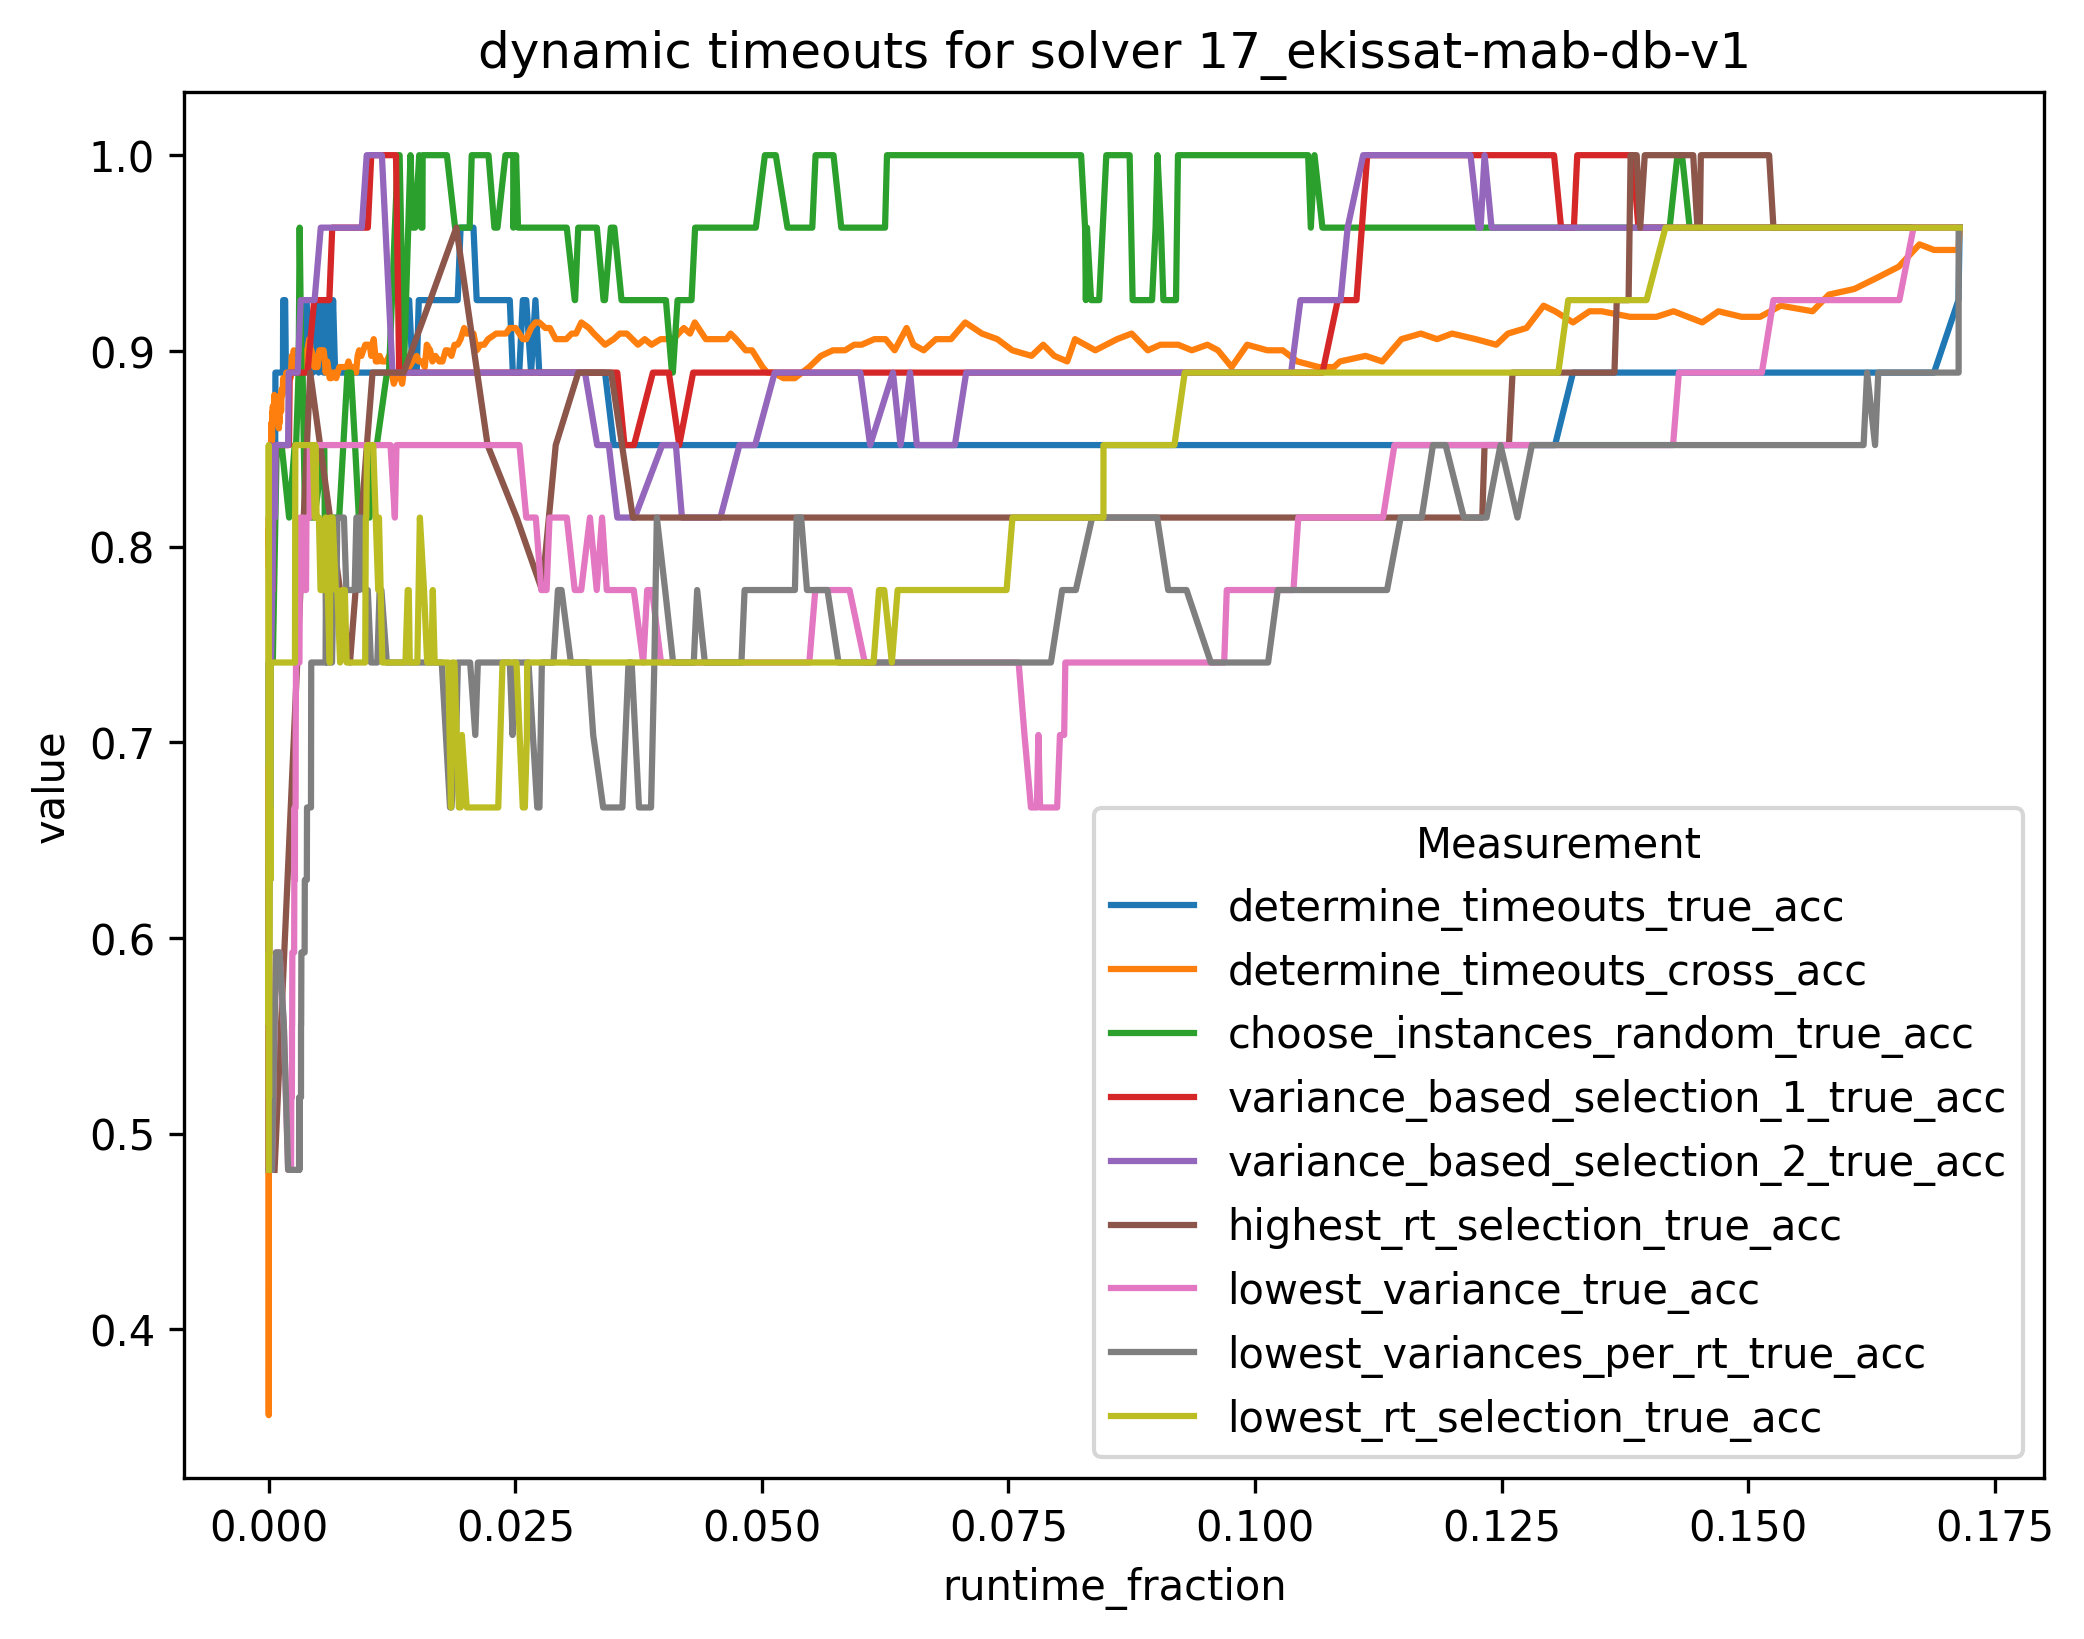 dynamic timeouts for solver 17_ekissat-mab-db-v1
1.0
0.9
0.8
0.7
0.6
0.5
0.4
value
Measurement
determine_timeouts_true_acc
determine_timeouts_cross_acc
choose_instances_random_true_acc
variance_based_selection_1_true_acc
variance_based_selection_2_true_acc
highest_rt_selection_true_acc
lowest_variance_true_acc
lowest_variances_per_rt_true_acc
lowest_rt_selection_true_acc
0.000 0.025 0.050 0.075 0.100 0.125 0.150 0.175
runtime_fraction